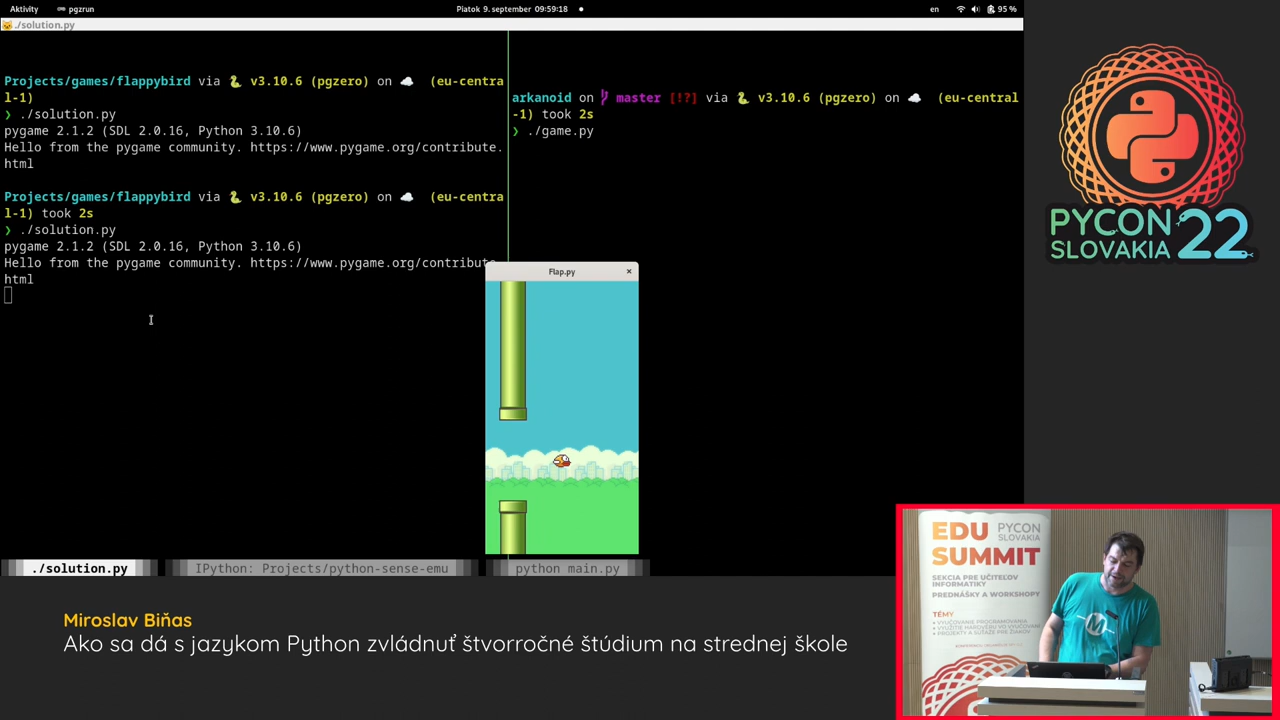 Aktivity pgzrun Piatok 9. september 09:59:18 en 95 %
./solution.py
Projects/games/flappybird via v3.10.6 (pgzero) on (eu-centra
l-1)
❯ ./solution.py
pygame 2.1.2 (SDL 2.0.16, Python 3.10.6)
Hello from the pygame community. https://www.pygame.org/contribute.
html
Projects/games/flappybird via v3.10.6 (pgzero) on (eu-centra
l-1) took 2s
❯ ./solution.py
pygame 2.1.2 (SDL 2.0.16, Python 3.10.6)
Hello from the pygame community. https://www.pygame.org/contribute
html
arkanoid on master [!?] via v3.10.6 (pgzero) on (eu-central
-1) took 2s
❯ ./game.py
Flap.py
./solution.py IPython: Projects/python-sense-emu python main.py
PYCON
SLOVAKIA 22
EDU PYCON
SLOVAKIA
SUMMIT
SEKCIA PRE UČITEĽOV
INFORMATIKY
PREDNÁŠKY A WORKSHOPY
TÉMY
Miroslav Biňas
Ako sa dá s jazykom Python zvládnuť štvorročné štúdium na strednej škole